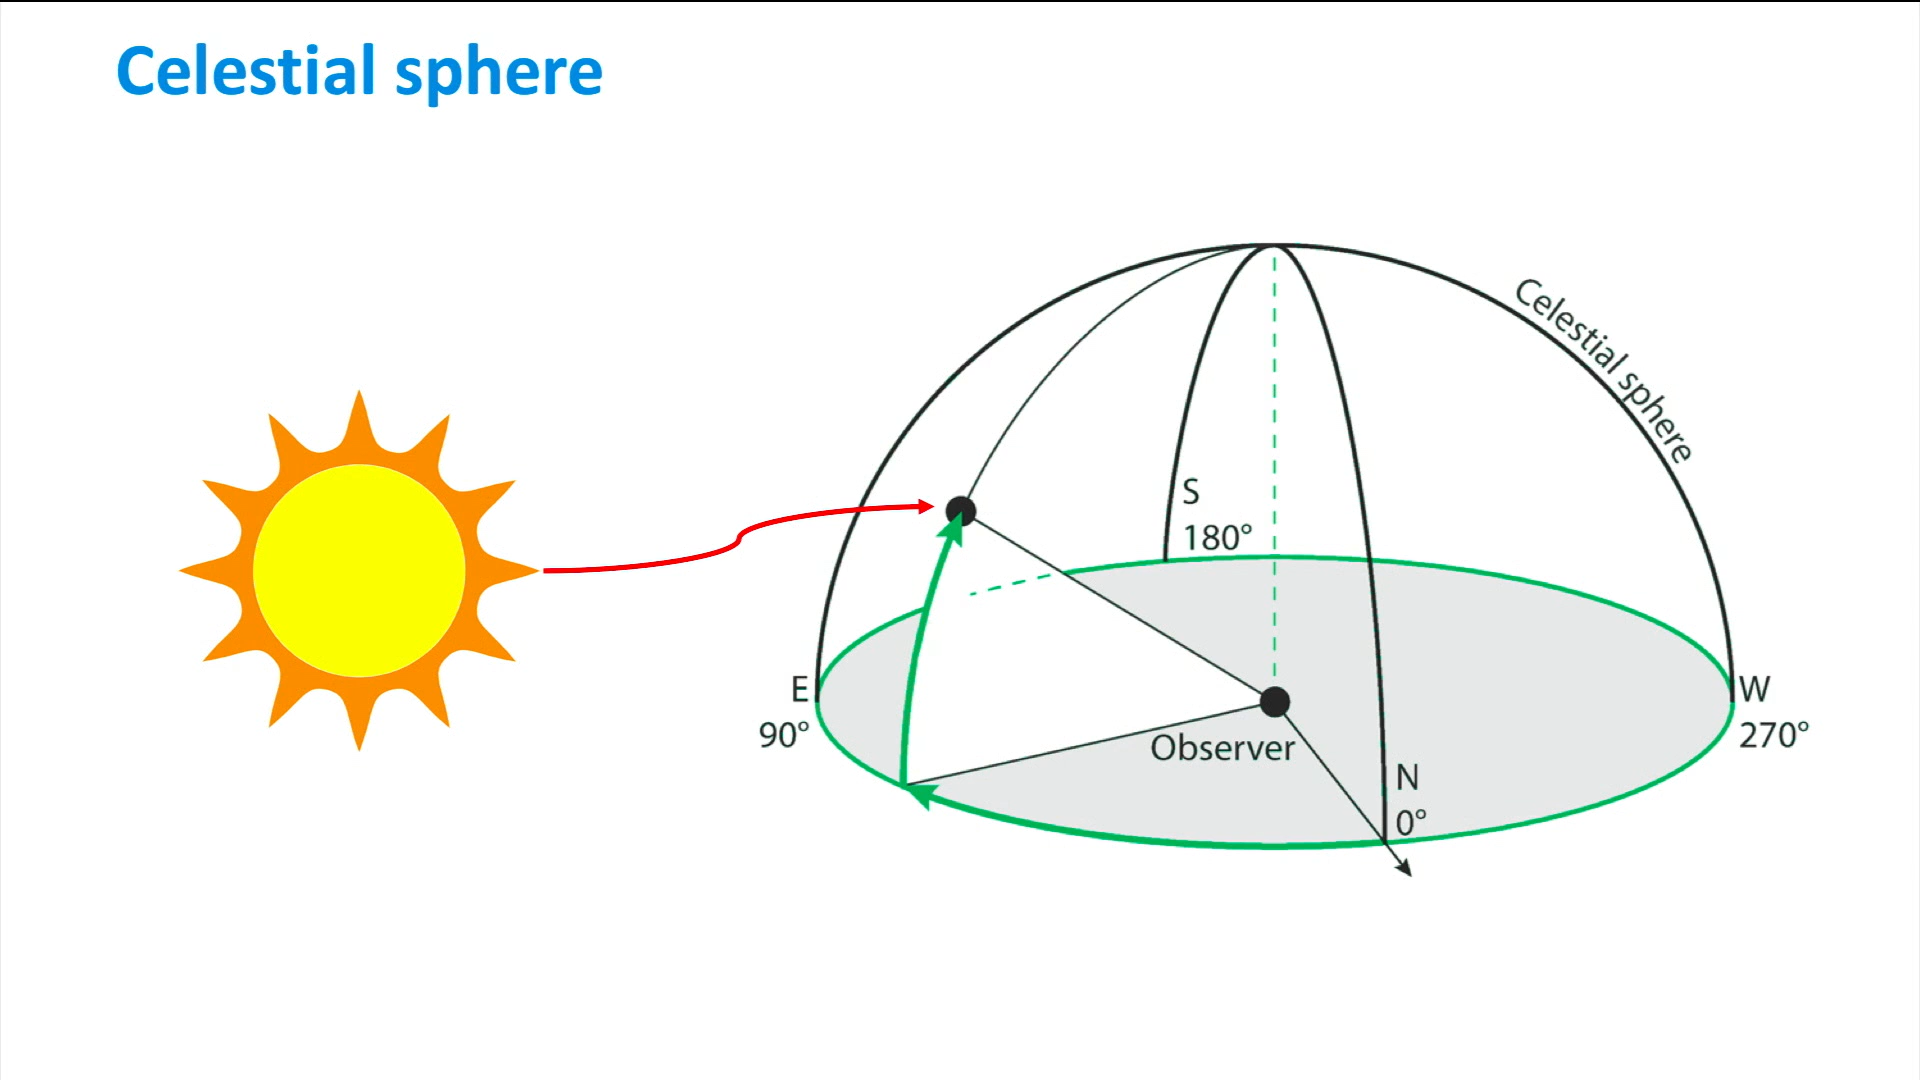 Celestial sphere
Celestial sphere
S
180°
E
90°
W
270°
Observer
N
0°